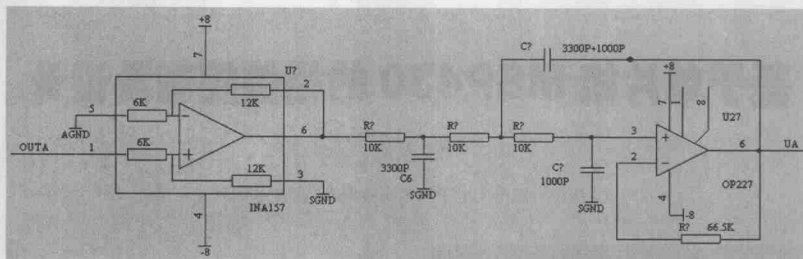 +8
7
U?
2
6K
12K
5
AGND
6
OUTA
1
6K
12K
3
SGND
INA157
4
-8
R?
10K
3300P
C6
SGND
R?
10K
R?
10K
C?
3300P+1000P
C?
1000P
SGND
+8
7
1
8
U27
3
2
6
UA
OP227
4
-8
R?
66.5K